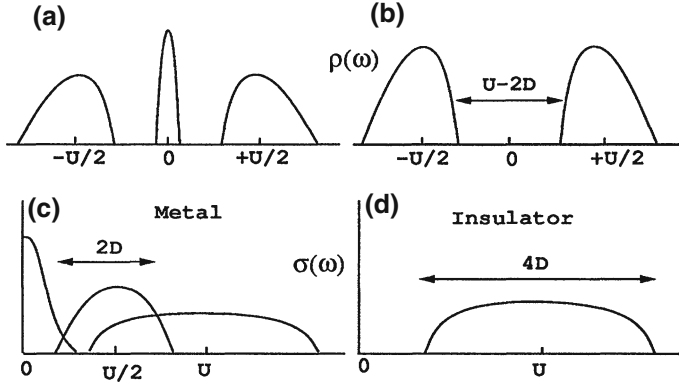 (a)
(b)
ρ(ω)
U-2D
-U/2
0
+U/2
-U/2
0
+U/2
(c)
Metal
(d)
Insulator
2D
σ(ω)
4D
0
U/2
U
0
U